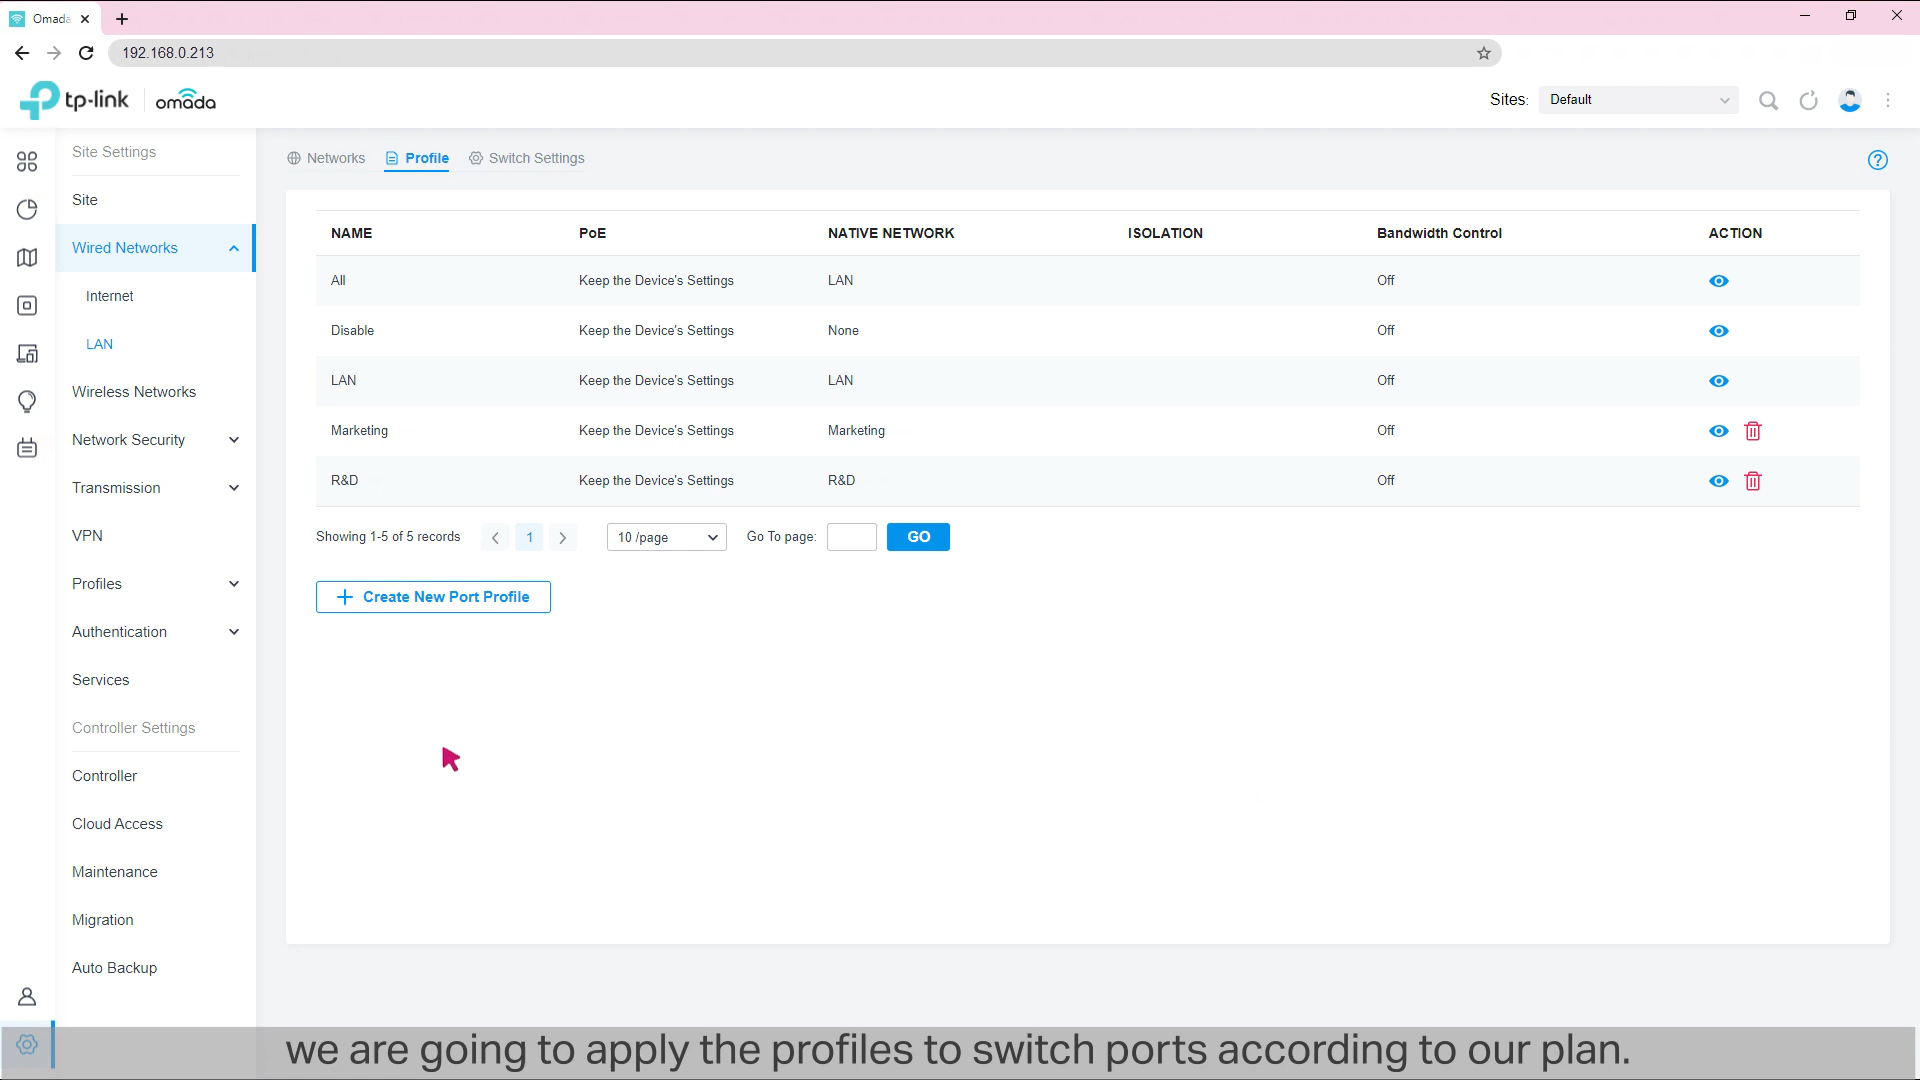 Omada
192.168.0.213
tp-link omada
Sites: Default
Site Settings
Site
Wired Networks
Internet
LAN
Wireless Networks
Network Security
Transmission
VPN
Profiles
Authentication
Services
Controller Settings
Controller
Cloud Access
Maintenance
Migration
Auto Backup
Networks Profile Switch Settings
NAME PoE NATIVE NETWORK ISOLATION Bandwidth Control ACTION
All Keep the Device's Settings LAN Off
Disable Keep the Device's Settings None Off
LAN Keep the Device's Settings LAN Off
Marketing Keep the Device's Settings Marketing Off
R&D Keep the Device's Settings R&D Off
Showing 1-5 of 5 records 1 10 /page Go To page: GO
Create New Port Profile
we are going to apply the profiles to switch ports according to our plan.